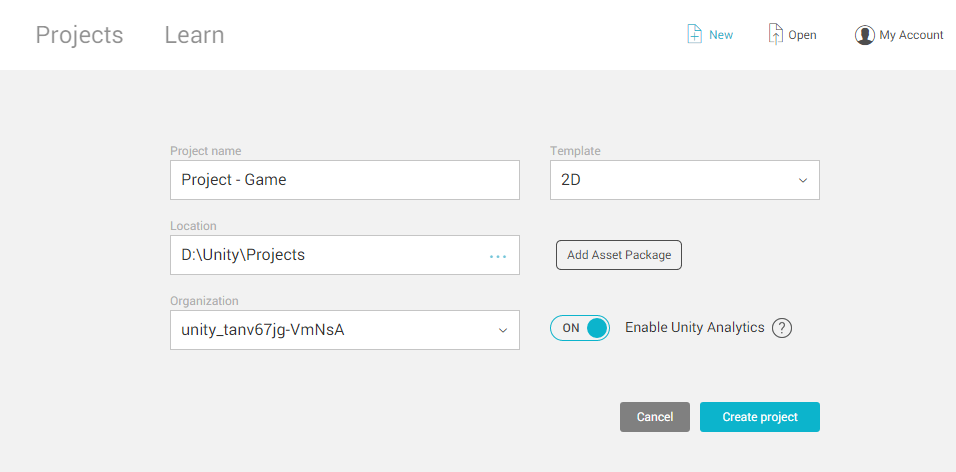 Projects Learn New Open My Account
Project name Template
Project - Game 2D
Location
D:\Unity\Projects ... Add Asset Package
Organization
unity_tanv67jg-VmNsA ON Enable Unity Analytics ?
Cancel Create project